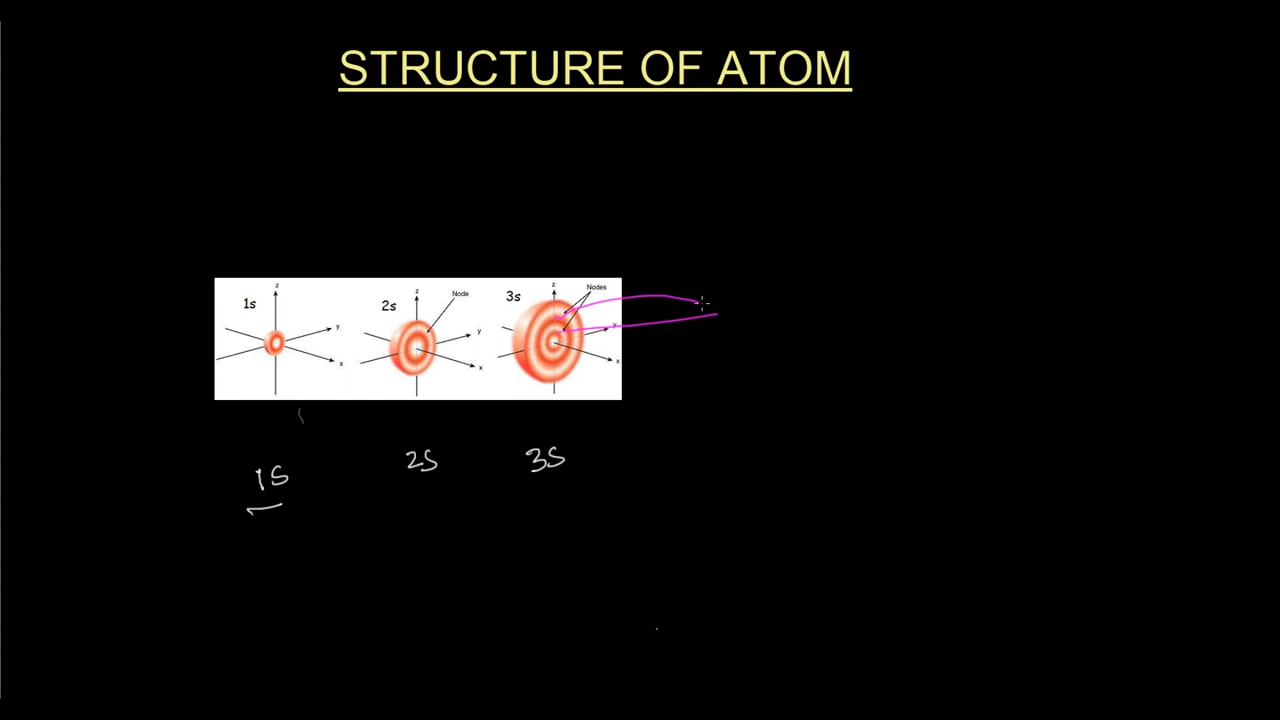 STRUCTURE OF ATOM
1s z y x
2s z Node y x
3s z Nodes y x
1S 2S 3S